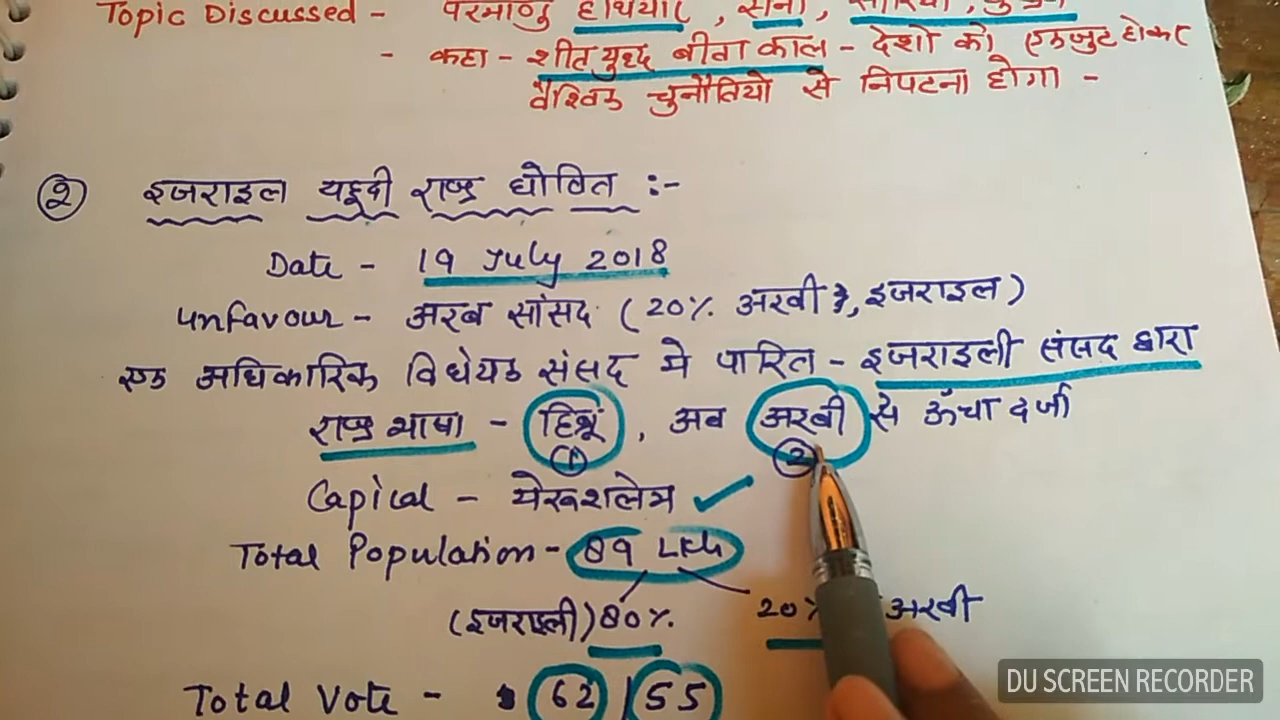 Topic Discussed - परमाणु हथियार, सेना,
- कहा - शीत युद्ध बीता काल - देशो को एकजुट होकर
वैश्विक चुनौतियो से निपटना होगा -
② इजराइल यहूदी राष्ट्र घोषित :-
Date - 19 July 2018
unfavour - अरब सांसद (20% अरबी, इजराइल)
एक अधिकारिक विधेयक संसद मे पारित - इजराइली संसद द्वारा
राष्ट्र भाषा - हिब्रू, अब अरबी से ऊँचा दर्जा
① ②
Capital - येरूशलेम ✓
Total Population - 89 Lkh
(इजराइली) 80% 20% अरबी
Total Vote - 62 | 55
DU SCREEN RECORDER